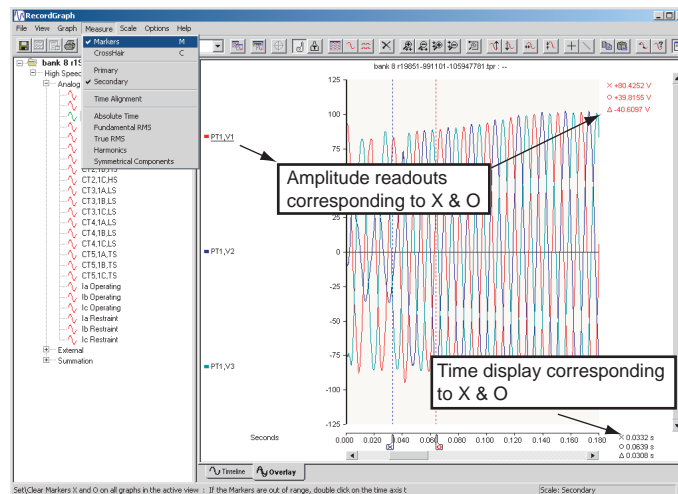 RecordGraph
File View Graph Measure Scale Options Help
✓ Markers M
CrossHair C
Primary
✓ Secondary
Time Alignment
Absolute Time
Fundamental RMS
True RMS
Harmonics
Symmetrical Components
bank 8 r19
High Speed
Analog
CT2,1C,HS
CT3,1A,LS
CT3,1B,LS
CT3,1C,LS
CT4,1A,LS
CT4,1B,LS
CT4,1C,LS
CT5,1A,TS
CT5,1B,TS
CT5,1C,TS
Ia Operating
Ib Operating
Ic Operating
Ia Restraint
Ib Restraint
Ic Restraint
External
Summation
bank 8 r19851-991101-105947781.tpr : --
PT1,V1
PT1,V2
PT1,V3
125
100
75
25
0
-25
-50
-75
-100
-125
X +80.4252 V
O +39.8155 V
Δ -40.6097 V
Amplitude readouts
corresponding to X & O
Time display corresponding
to X & O
Seconds
0.000 0.020 0.040 0.060 0.080 0.100 0.120 0.140 0.160 0.180
X 0.0332 s
O 0.0639 s
Δ 0.0308 s
Timeline Overlay
Set\Clear Markers X and O on all graphs in the active view : If the Markers are out of range, double click on the time axis t
Scale: Secondary